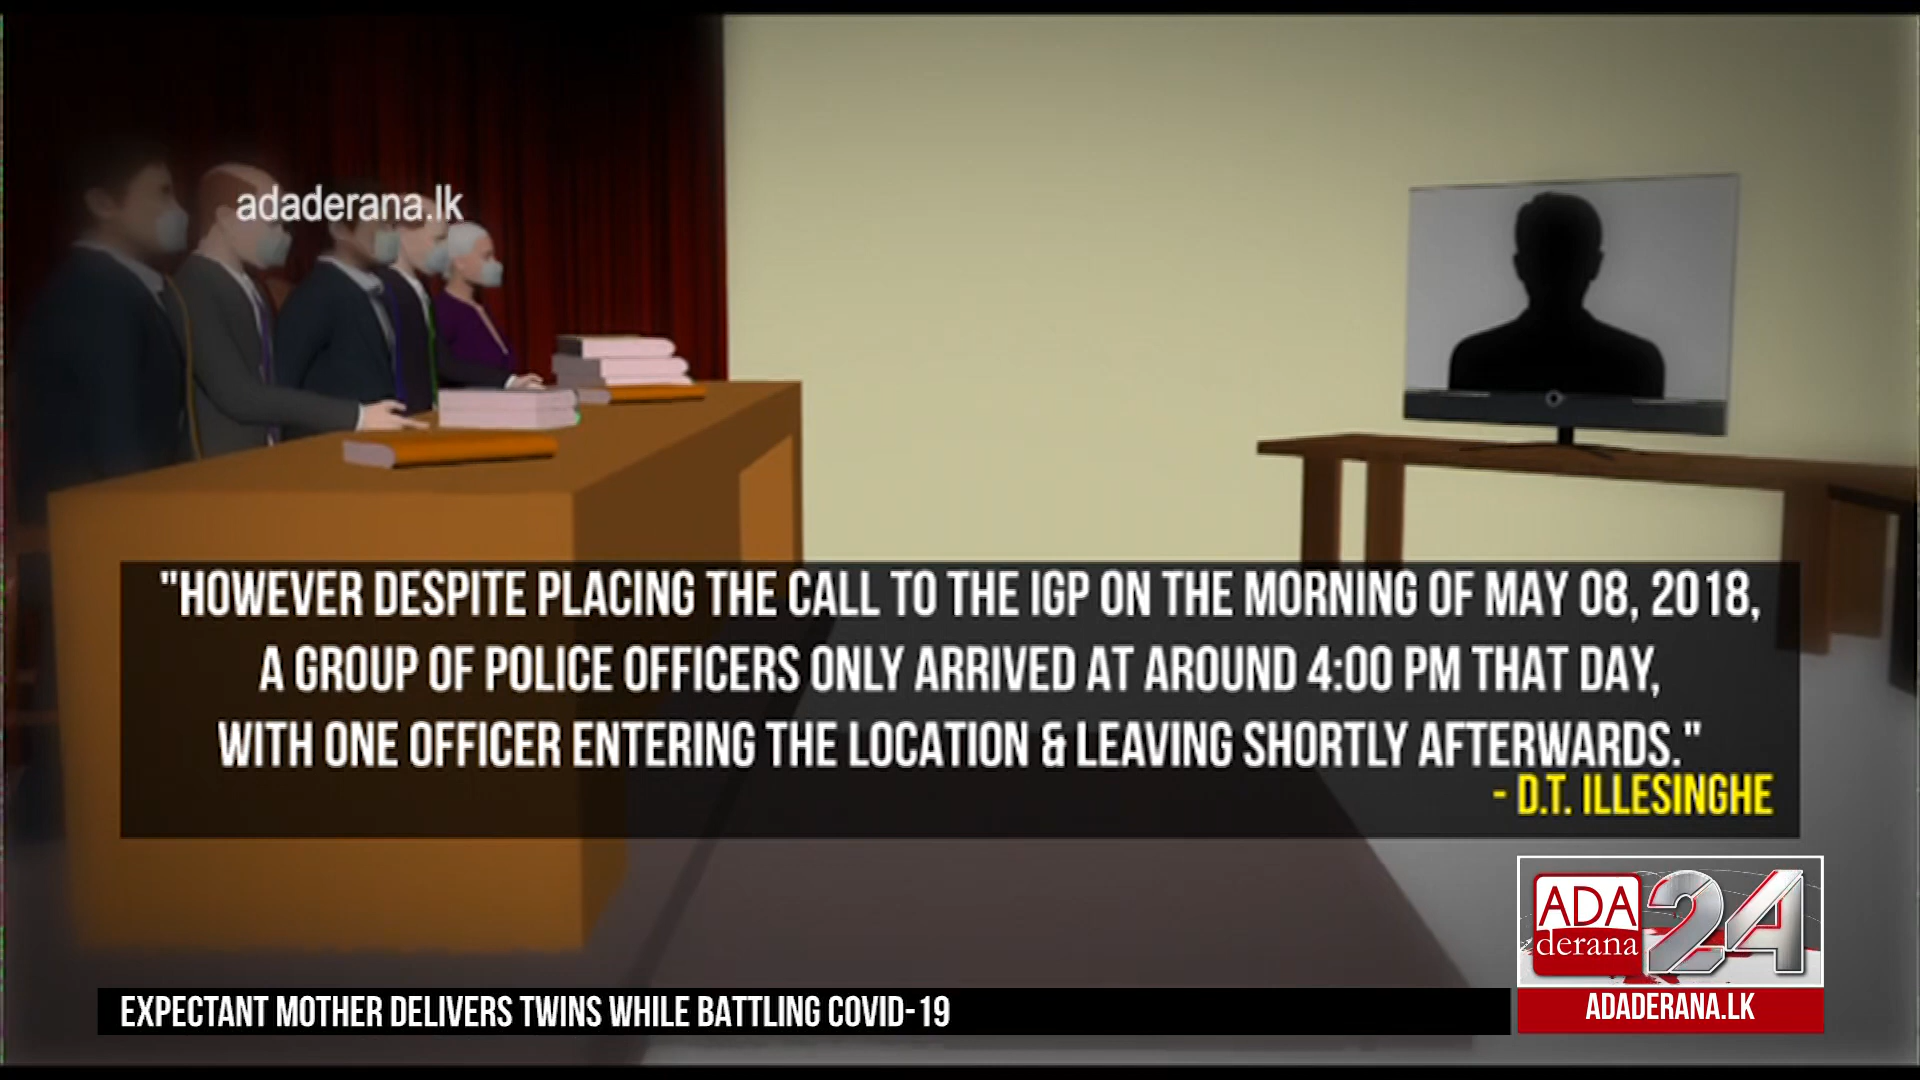 adaderana.lk
"HOWEVER DESPITE PLACING THE CALL TO THE IGP ON THE MORNING OF MAY 08, 2018,
A GROUP OF POLICE OFFICERS ONLY ARRIVED AT AROUND 4:00 PM THAT DAY,
WITH ONE OFFICER ENTERING THE LOCATION & LEAVING SHORTLY AFTERWARDS."
- D.T. ILLESINGHE
ADA
derana
24
ADADERANA.LK
EXPECTANT MOTHER DELIVERS TWINS WHILE BATTLING COVID-19